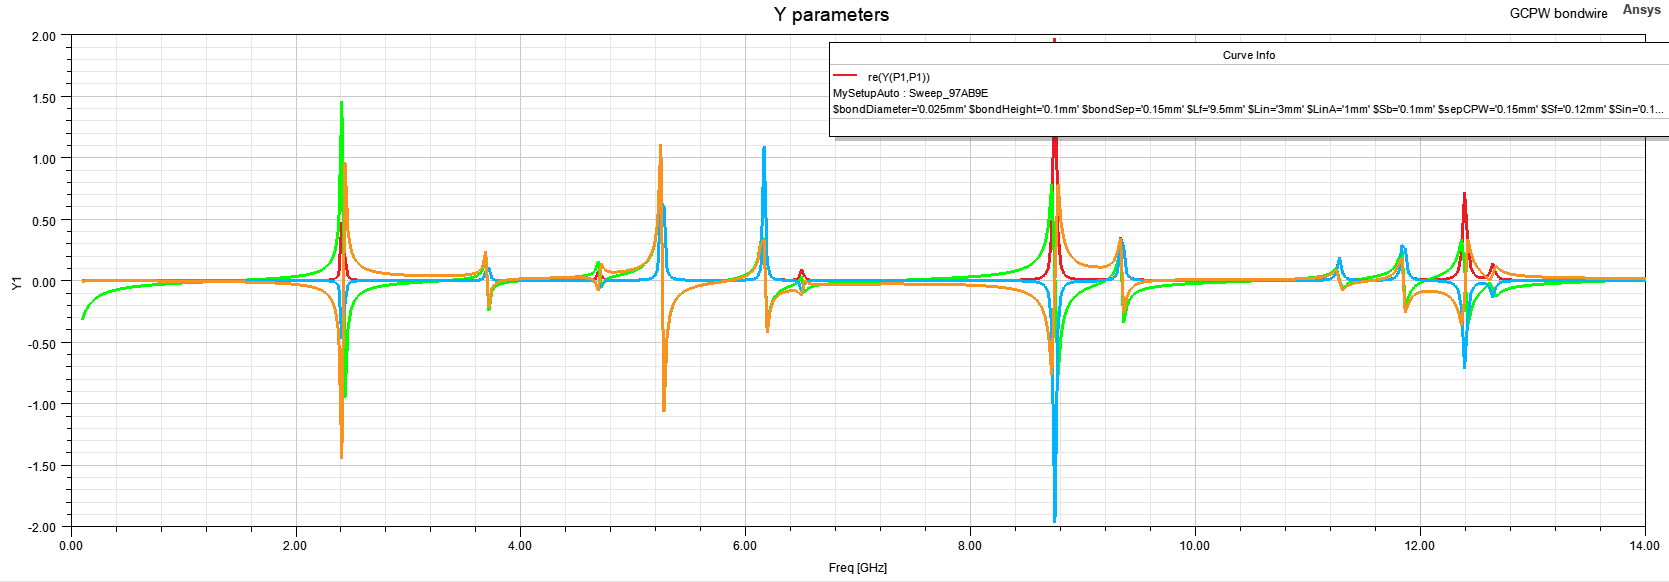 Y parameters
GCPW bondwire
Ansys
Curve Info
re(Y(P1,P1))
MySetupAuto : Sweep_97AB9E
$bondDiameter='0.025mm' $bondHeight='0.1mm' $bondSep='0.15mm' $Lf='9.5mm' $Lin='3mm' $LinA='1mm' $Sb='0.1mm' $sepCPW='0.15mm' $Sf='0.12mm' $Sin='0.1...
2.00
1.50
1.00
0.50
0.00
-0.50
-1.00
-1.50
-2.00
Y1
0.00 2.00 4.00 6.00 8.00 10.00 12.00 14.00
Freq [GHz]